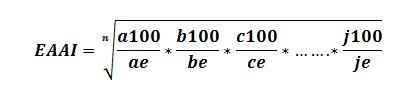 EAAI = ⁿ√(a100/ae * b100/be * c100/ce * ... ....* j100/je)